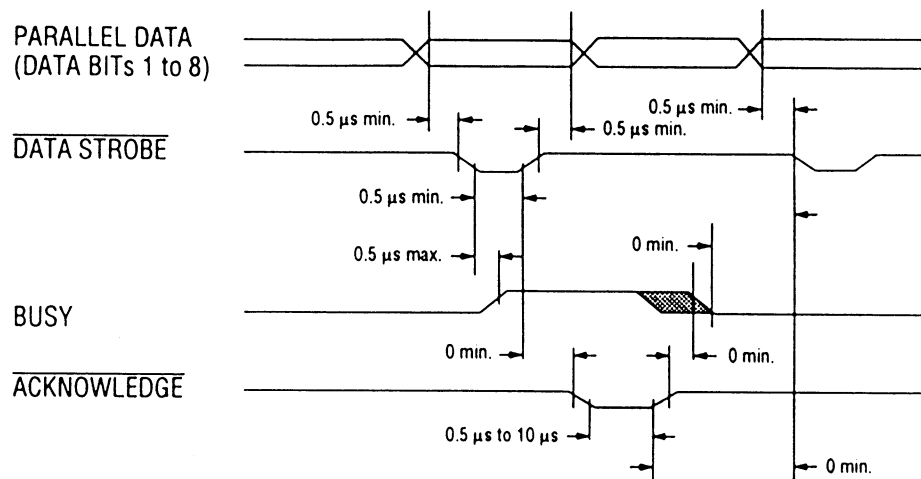 PARALLEL DATA
(DATA BITs 1 to 8)
0.5 µs min.
0.5 µs min.
0.5 µs min.
DATA STROBE
0.5 µs min.
0.5 µs max.
0 min.
BUSY
0 min.
0 min.
ACKNOWLEDGE
0.5 µs to 10 µs
0 min.